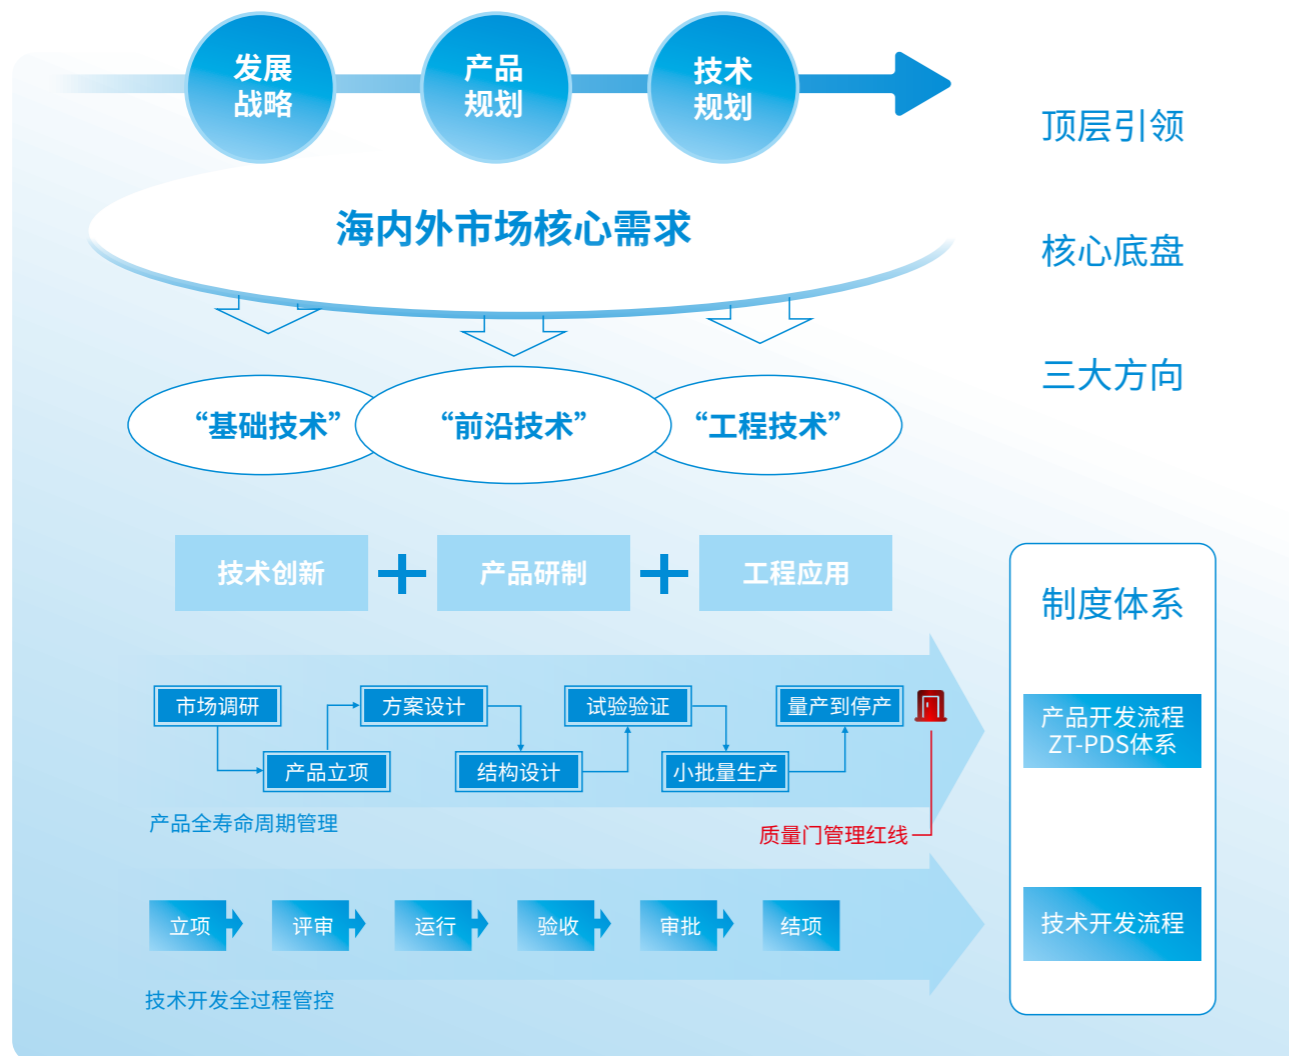 发展
战略
产品
规划
技术
规划
顶层引领
海内外市场核心需求
核心底盘
三大方向
“基础技术”
“前沿技术”
“工程技术”
技术创新
产品研制
工程应用
制度体系
市场调研
方案设计
试验验证
量产到停产
产品立项
结构设计
小批量生产
产品开发流程
ZT-PDS体系
产品全寿命周期管理
质量门管理红线
立项
评审
运行
验收
审批
结项
技术开发流程
技术开发全过程管控